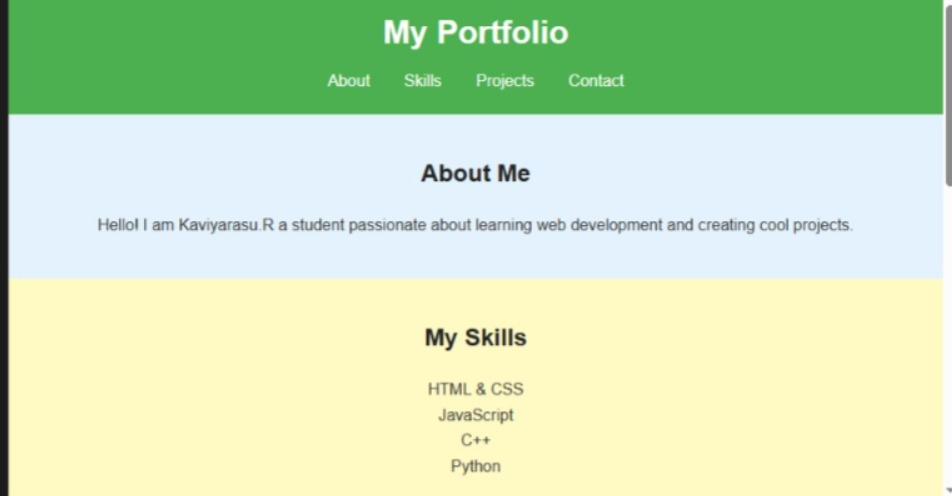 My Portfolio
About Skills Projects Contact
About Me
Hello! I am Kaviyarasu.R a student passionate about learning web development and creating cool projects.
My Skills
HTML & CSS
JavaScript
C++
Python